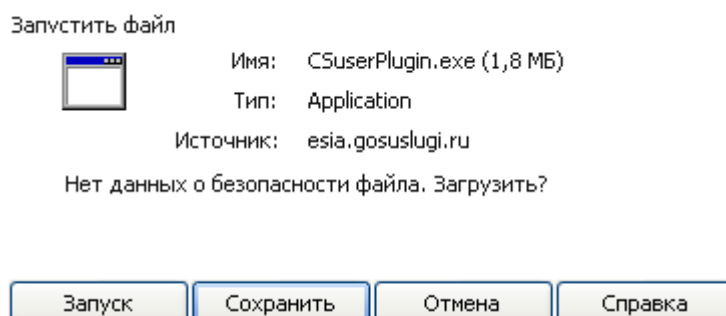 Запустить файл
Имя: CSuserPlugin.exe (1,8 МБ)
Тип: Application
Источник: esia.gosuslugi.ru
Нет данных о безопасности файла. Загрузить?
Запуск Сохранить Отмена Справка